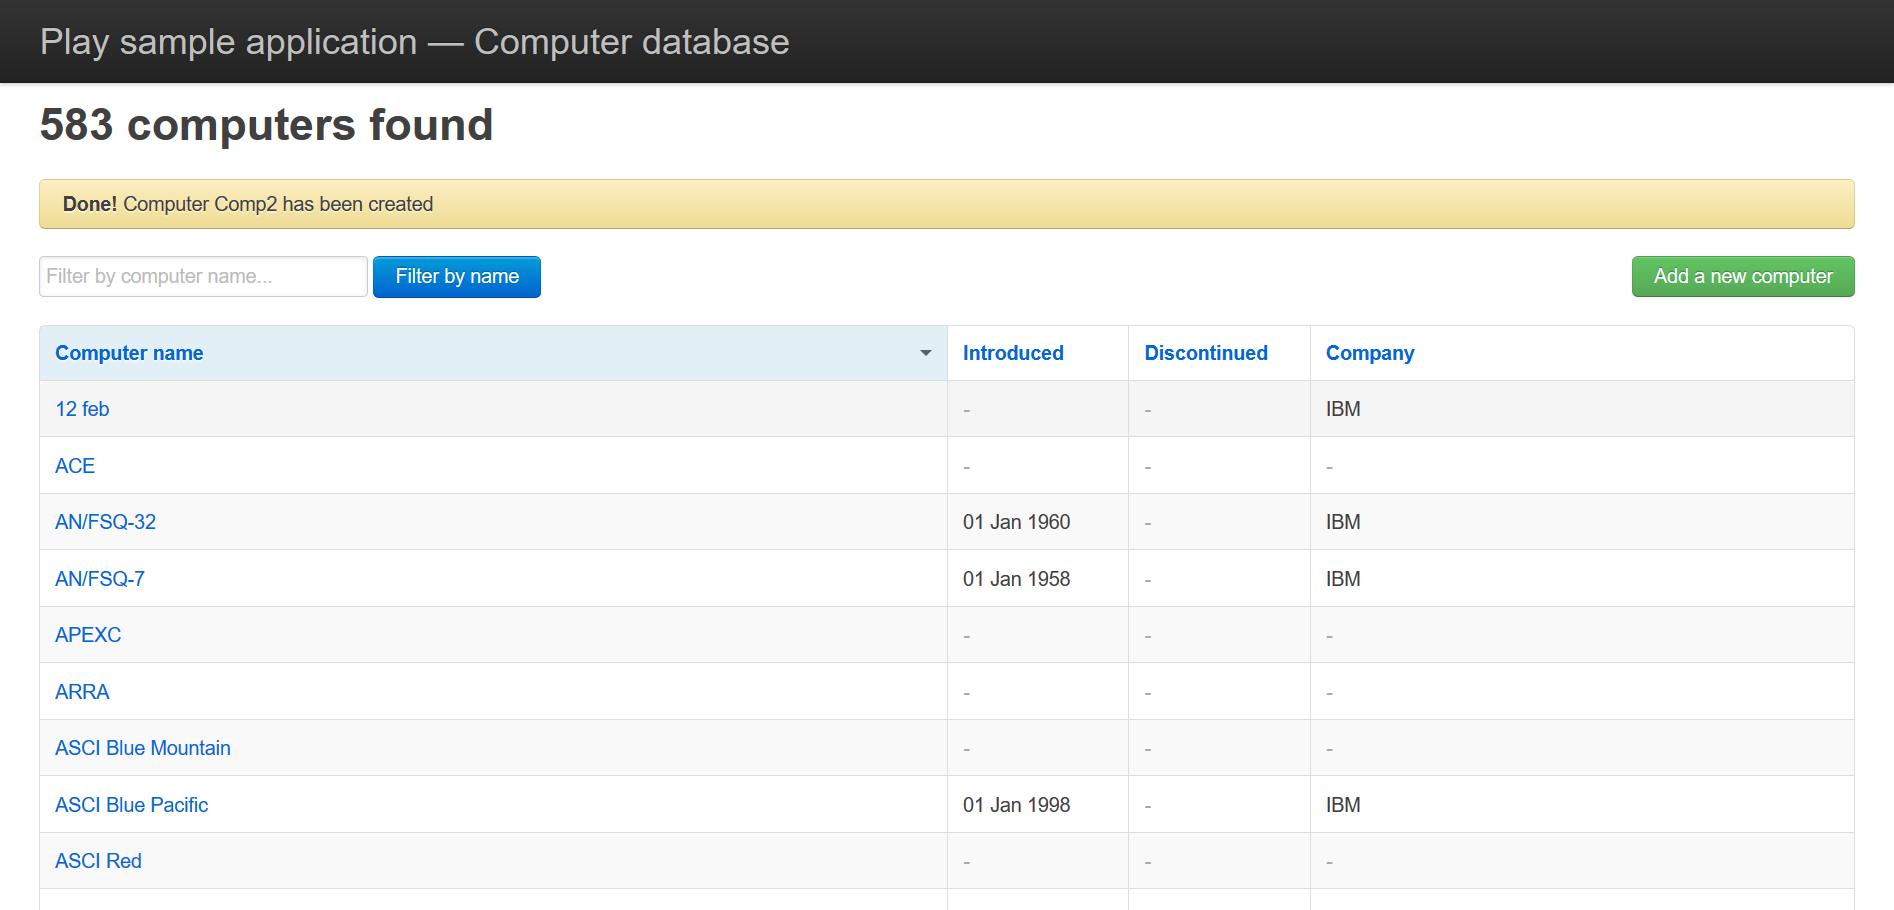 Play sample application — Computer database
583 computers found
Done! Computer Comp2 has been created
Filter by computer name... Filter by name Add a new computer
Computer name Introduced Discontinued Company
12 feb - - IBM
ACE - - -
AN/FSQ-32 01 Jan 1960 - IBM
AN/FSQ-7 01 Jan 1958 - IBM
APEXC - - -
ARRA - - -
ASCI Blue Mountain - - -
ASCI Blue Pacific 01 Jan 1998 - IBM
ASCI Red - - -